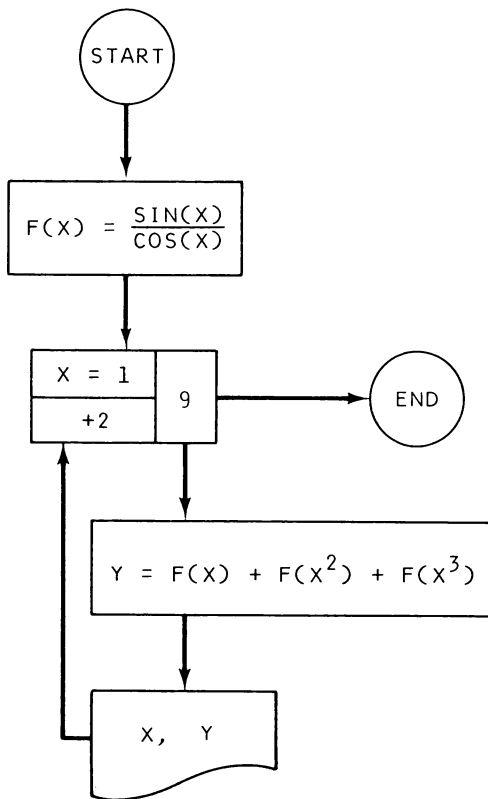 START
F(X) = SIN(X)/COS(X)
X = 1
+2
9
END
Y = F(X) + F(X²) + F(X³)
X, Y